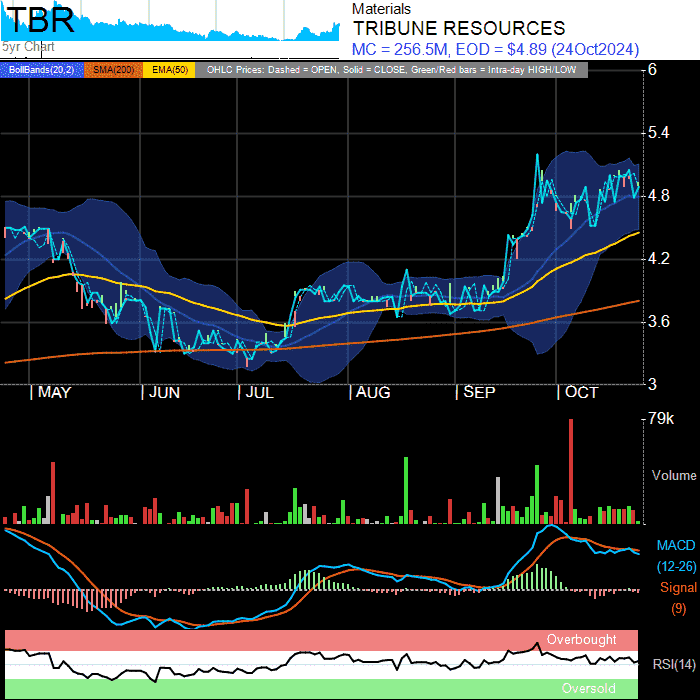 TBR
5yr Chart
Materials
TRIBUNE RESOURCES
MC = 256.5M, EOD = $4.89 (24Oct2024)
BollBands(20,2) SMA(200) EMA(50) OHLC Prices: Dashed = OPEN, Solid = CLOSE, Green/Red bars = Intra-day HIGH/LOW
6
5.4
4.8
4.2
3.6
3
MAY JUN JUL AUG SEP OCT
79k
Volume
MACD
(12-26)
Signal
(9)
Overbought
RSI(14)
Oversold